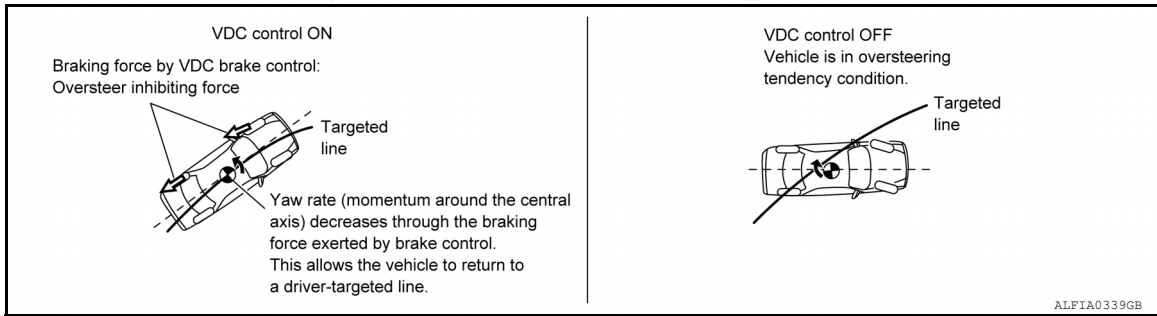 VDC control ON
Braking force by VDC brake control:
Oversteer inhibiting force
Targeted
line
Yaw rate (momentum around the central
axis) decreases through the braking
force exerted by brake control.
This allows the vehicle to return to
a driver-targeted line.
VDC control OFF
Vehicle is in oversteering
tendency condition.
Targeted
line
ALFIA0339GB